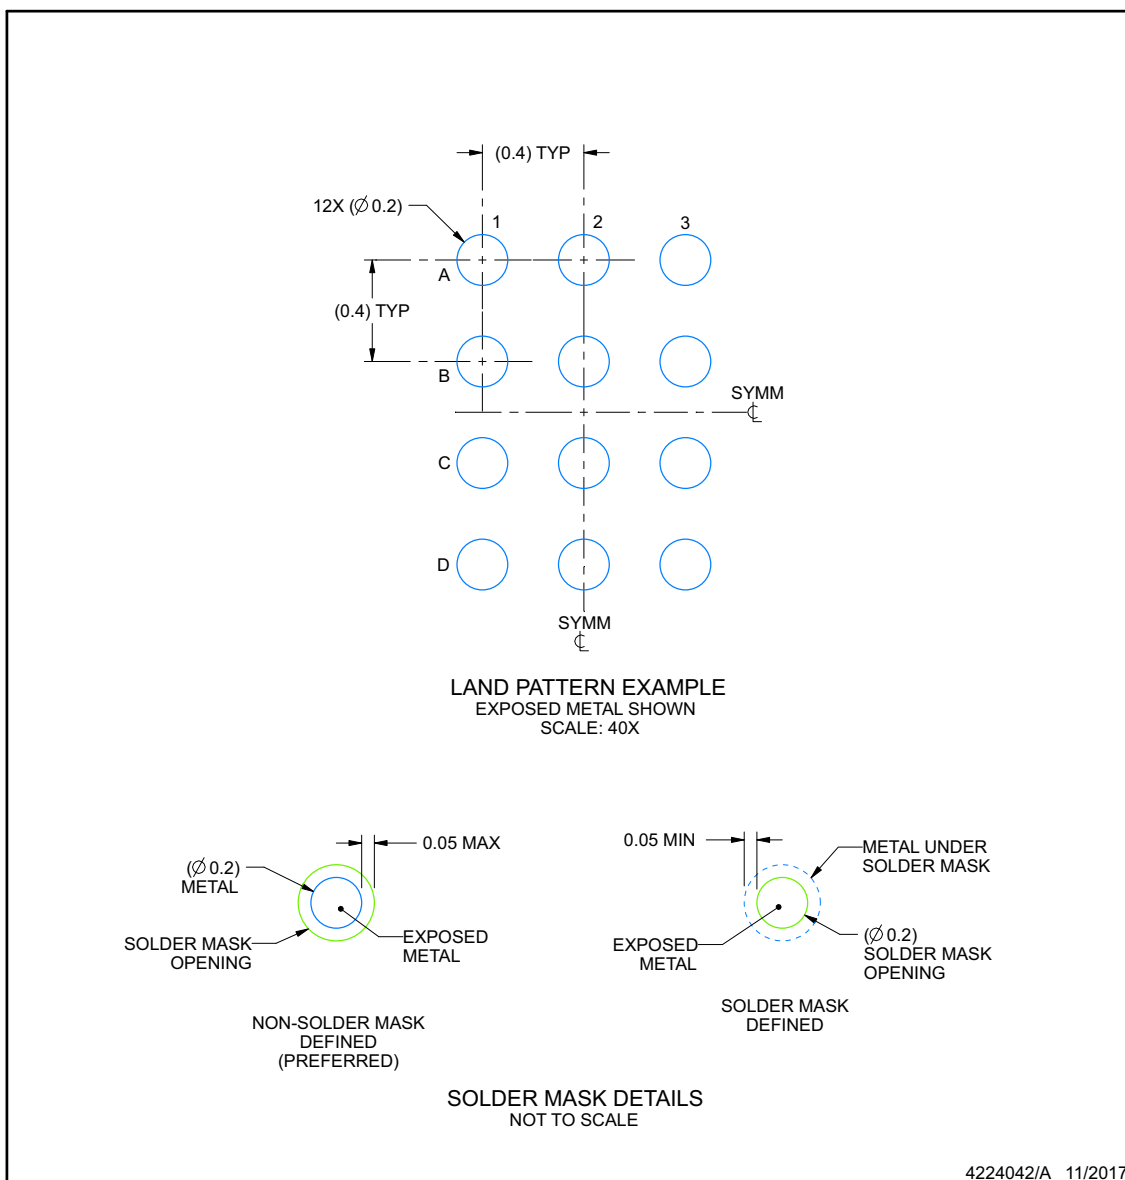 (0.4) TYP
12X (∅ 0.2)
1
2
3
A
(0.4) TYP
B
SYMM
C
D
SYMM
LAND PATTERN EXAMPLE
EXPOSED METAL SHOWN
SCALE: 40X
0.05 MAX
(∅ 0.2)
METAL
SOLDER MASK
OPENING
EXPOSED
METAL
NON-SOLDER MASK
DEFINED
(PREFERRED)
0.05 MIN
METAL UNDER
SOLDER MASK
EXPOSED
METAL
(∅ 0.2)
SOLDER MASK
OPENING
SOLDER MASK
DEFINED
SOLDER MASK DETAILS
NOT TO SCALE
4224042/A 11/2017